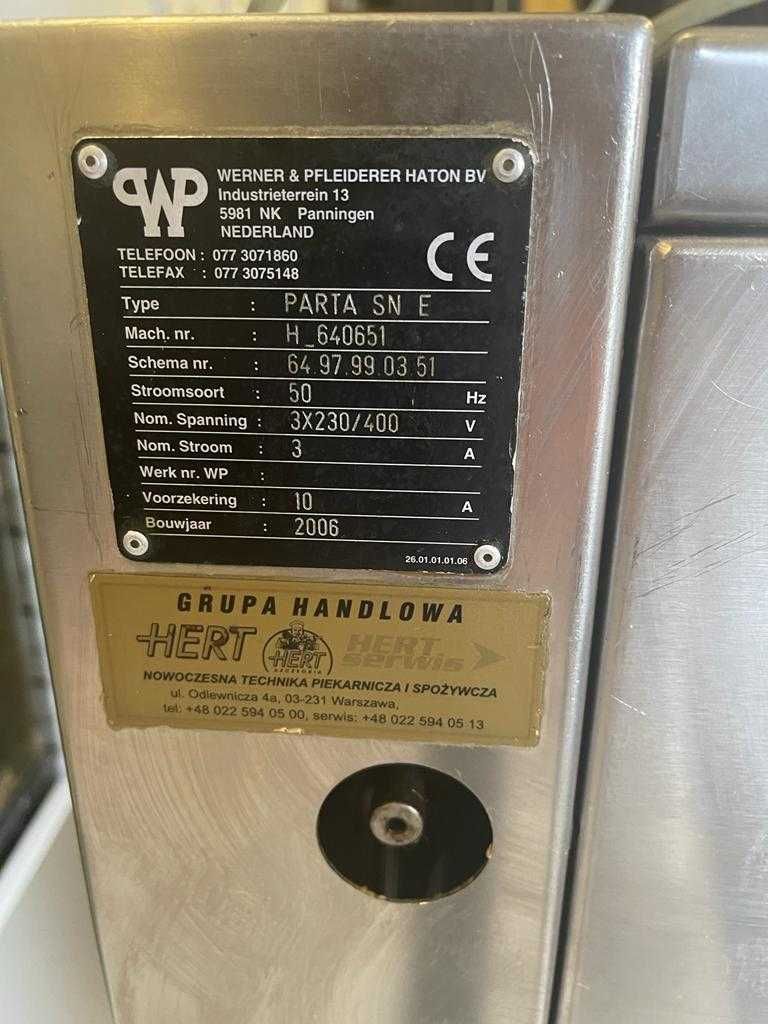 WP
WERNER & PFLEIDERER HATON BV
Industrieterrein 13
5981 NK Panningen
NEDERLAND
TELEFOON : 077 3071860
TELEFAX : 077 3075148
CE
Type : PARTA SN E
Mach. nr. : H_640651
Schema nr. : 64.97.99.03.51
Stroomsoort : 50 Hz
Nom. Spanning : 3X230/400 V
Nom. Stroom : 3 A
Werk nr. WP :
Voorzekering : 10 A
Bouwjaar : 2006
26.01.01.01.06
GRUPA HANDLOWA
HERT HERT HERT serwis
NOWOCZESNA TECHNIKA PIEKARNICZA I SPOŻYWCZA
ul. Odlewnicza 4a, 03-231 Warszawa,
tel: +48 022 594 05 00, serwis: +48 022 594 05 13